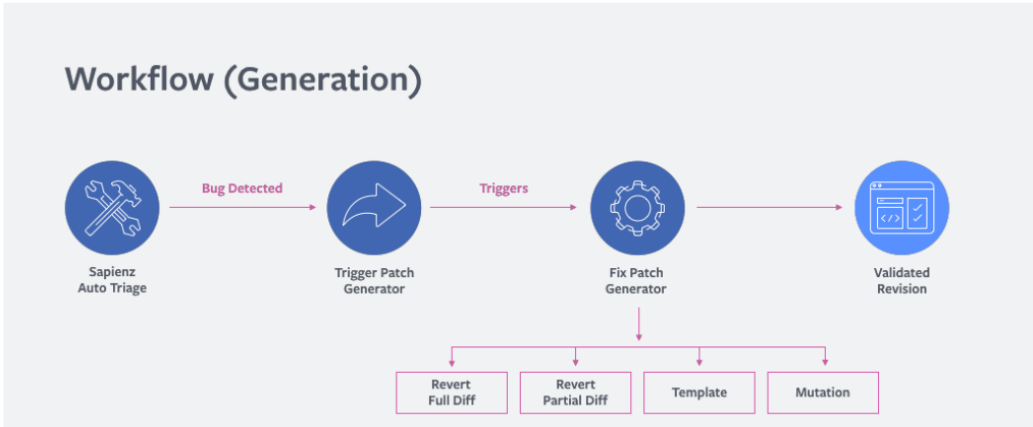 Workflow (Generation)
Bug Detected
Triggers
Sapienz
Auto Triage
Trigger Patch
Generator
Fix Patch
Generator
Validated
Revision
Revert
Full Diff
Revert
Partial Diff
Template
Mutation